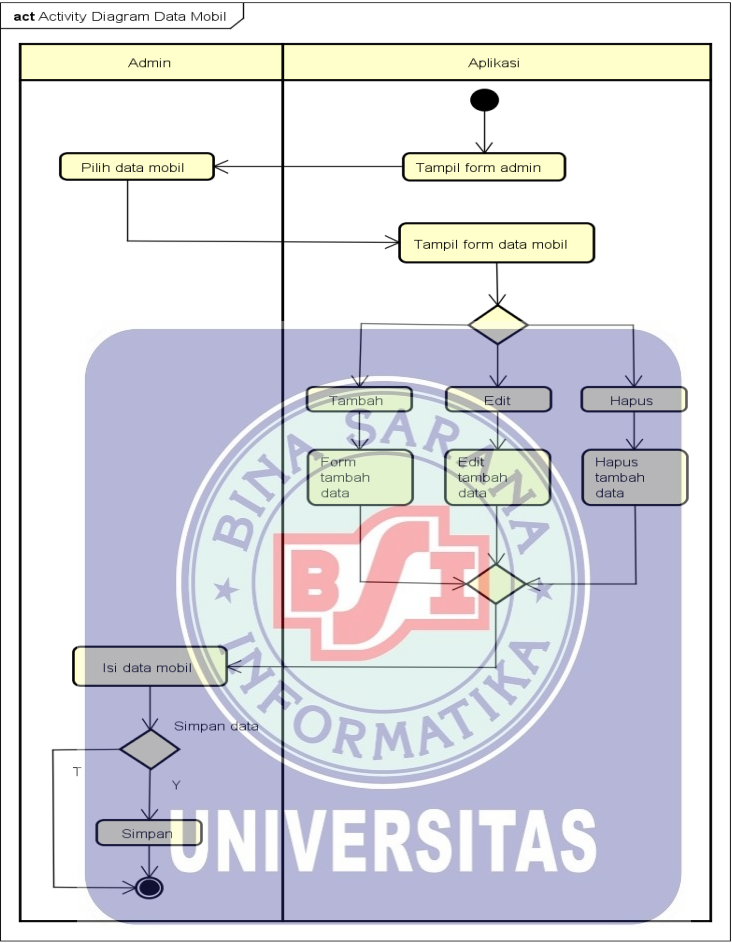 act Activity Diagram Data Mobil
Admin
Aplikasi
Pilih data mobil
Tampil form admin
Tampil form data mobil
Tambah
Edit
Hapus
Form
tambah
data
Edit
tambah
data
Hapus
tambah
data
BINA SARANA
BSI
INFORMATIKA
Isi data mobil
Simpan data
T
Y
Simpan
UNIVERSITAS